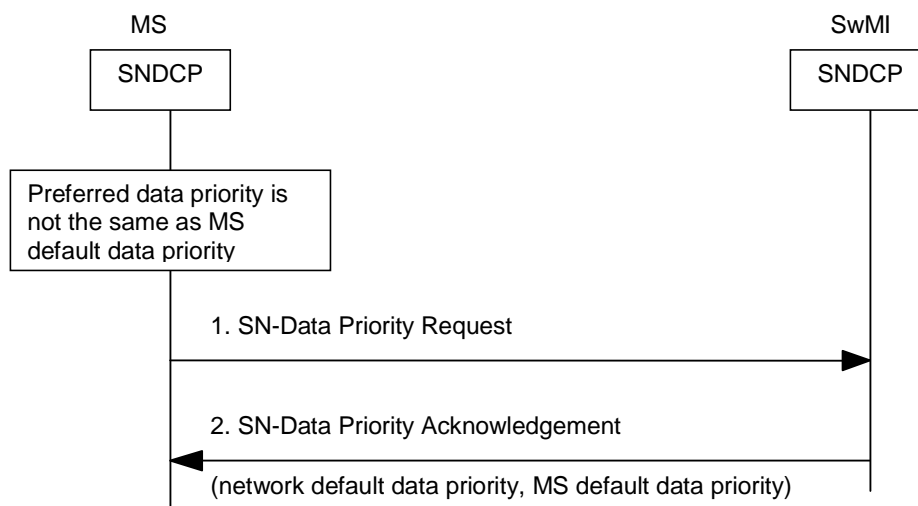 MS
SwMI
SNDCP
SNDCP
Preferred data priority is
not the same as MS
default data priority
1. SN-Data Priority Request
2. SN-Data Priority Acknowledgement
(network default data priority, MS default data priority)